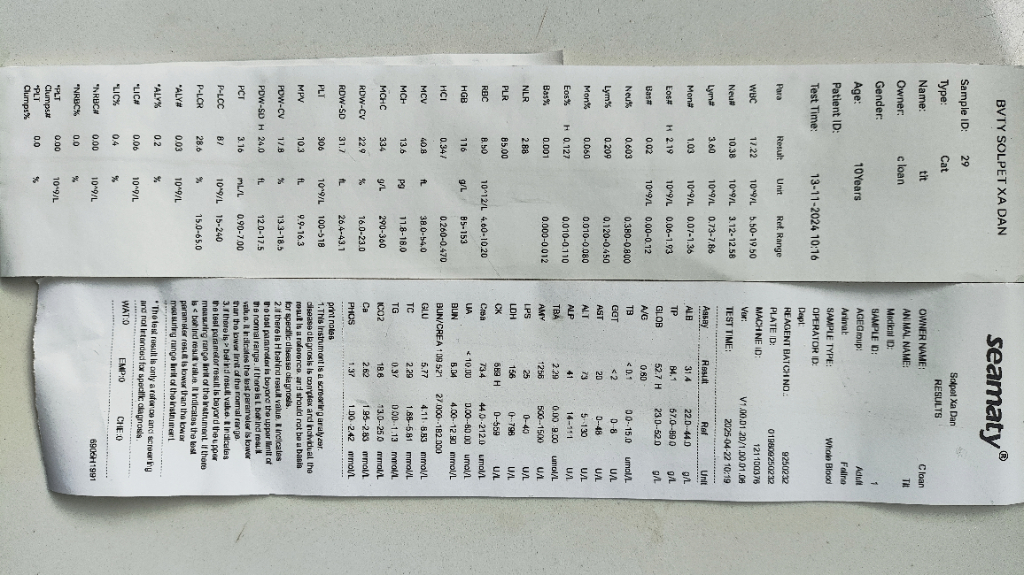 BVTY SOLPET XA DAN
Sample ID: 29
Type: Cat
Name: tit
Owner: c loan
Gender:
Age: 10Years
Patient ID:
Test Time: 13-11-2024 10:16
Para Result Unit Ref. Range
WBC 17.22 10^9/L 5.50-19.50
Neu# 10.38 10^9/L 3.12-12.58
Lym# 3.60 10^9/L 0.73-7.86
Mon# 1.03 10^9/L 0.07-1.36
Eos# H 2.19 10^9/L 0.06-1.93
Bas# 0.02 10^9/L 0.00-0.12
Neu% 0.603 0.380-0.800
Lym% 0.209 0.120-0.450
Mon% 0.060 0.010-0.080
Eos% H 0.127 0.010-0.110
Bas% 0.001 0.000-0.012
NLR 2.88
PLR 85.00
RBC 8.50 10^12/L 4.60-10.20
HGB 116 g/L 85-153
HCT 0.347 0.260-0.470
MCV 40.8 fL 38.0-54.0
MCH 13.6 pg 11.8-18.0
MCHC 334 g/L 290-360
RDW-CV 22.9 % 16.0-23.0
RDW-SD 31.7 fL 26.4-43.1
PLT 306 10^9/L 100-518
MPV 10.3 fL 9.9-16.3
PDW-CV 17.8 % 13.3-18.5
PDW-SD H 24.0 fL 12.0-17.5
PCT 3.16 mL/L 0.90-7.00
P-LCC 87 10^9/L 15-240
P-LCR 28.6 % 15.0-65.0
*ALY# 0.03 10^9/L
*ALY% 0.2 %
*LIC# 0.06 10^9/L
*LIC% 0.4 %
*NRBC# 0.00 10^9/L
*NRBC% 0.0 %
*PLT Clumps# 0.00 10^9/L
*PLT Clumps% 0.0 %
seamaty®
Solpet Xa Dan
RESULTS
OWNER NAME: C loan
ANIMAL NAME: Tit
Medical ID:
SAMPLE ID: 1
AGEGroup: Adult
Animal: Feline
SAMPLE TYPE: Whole Blood
OPERATOR ID:
Dept:
REAGENT BATCH NO.: 9250232
PLATE ID: 019809250232
MACHINE ID: 121100376
Ver: V1.00.01.20/1.00.01.08
TEST TIME: 2025-04-22 10:19
Assay Result Ref Unit
ALB 31.4 22.0-44.0 g/L
TP 84.1 57.0-89.0 g/L
GLOB 52.7 H 23.0-52.0 g/L
A/G 0.60
TB < 0.1 0.0-15.0 umol/L
GGT < 2 0-8 U/L
AST 20 0-48 U/L
ALT 73 5-130 U/L
ALP 41 14-111 U/L
TBA 2.29 0.00-9.00 umol/L
AMY 1256 500-1500 U/L
LPS 25 0-40 U/L
LDH 156 0-798 U/L
CK 689 H 0-559 U/L
Crea 73.4 44.0-212.0 umol/L
UA < 10.00 0.00-60.00 umol/L
BUN 8.04 4.00-12.90 mmol/L
BUN/CREA 109.521 27.000-182.000
GLU 5.77 4.11-8.83 mmol/L
TC 2.29 1.68-5.81 mmol/L
TG 0.37 0.00-1.13 mmol/L
tCO2 18.6 13.0-25.0 mmol/L
Ca 2.62 1.95-2.83 mmol/L
PHOS 1.37 1.00-2.42 mmol/L
print notes
1.This instrument is a screening analyzer.
disease diagnosis is complex and individual. the
result is a reference, and should not be a basis
for specific disease diagnosis.
2.if there is H behind result value. it indicates
the test parameter is beyond the upper limit of
the normal range. if there is L behind result
value. it indicates the test parameter is lower
than the lower limit of the normal range
3.if there is > behind result value. it indicates
the test parameter result is beyond the upper
measuring range limit of the instrument. if there
is < behind result value. it indicates the test
parameter result is lower than the lower
measuring range limit of the instrument.
* The test result is only a reference and screening
and not intended for specific diagnosis.
WAT:0 EMP:0 CHE:0
6905H1991